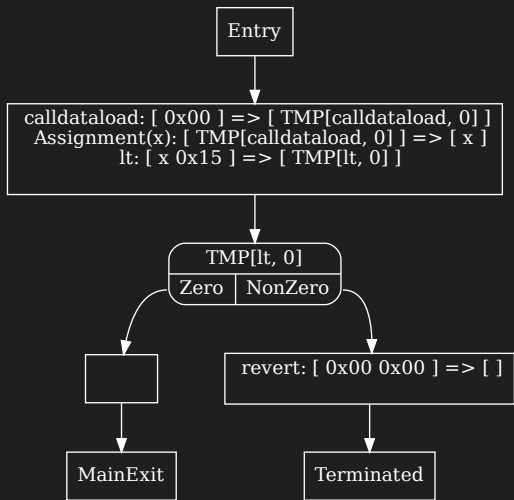 Entry
calldataload: [ 0x00 ] => [ TMP[calldataload, 0] ]
Assignment(x): [ TMP[calldataload, 0] ] => [ x ]
lt: [ x 0x15 ] => [ TMP[lt, 0] ]
TMP[lt, 0]
Zero NonZero
revert: [ 0x00 0x00 ] => [ ]
MainExit
Terminated